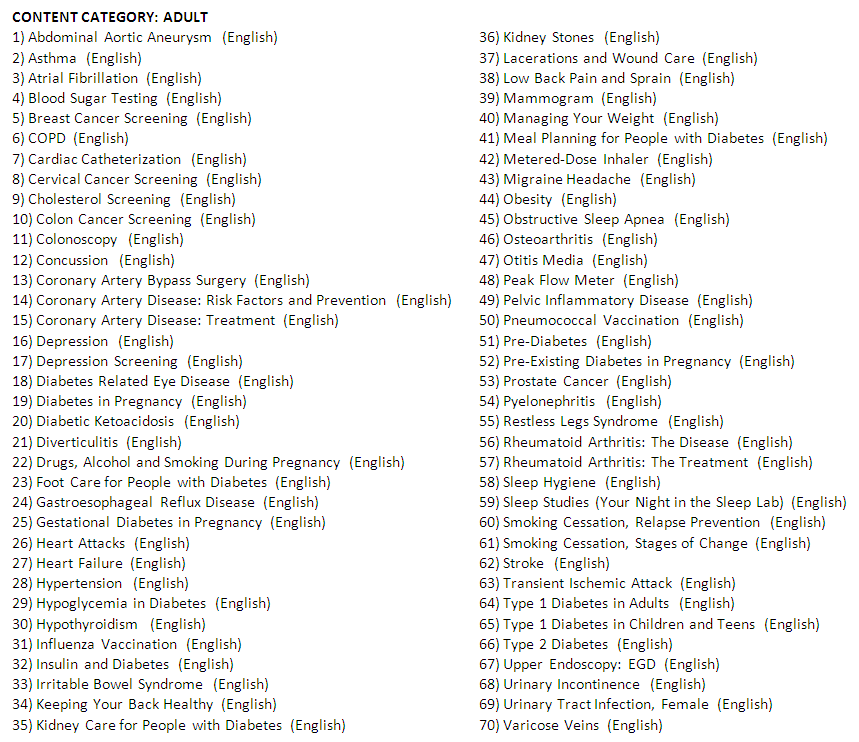 CONTENT CATEGORY: ADULT
1) Abdominal Aortic Aneurysm (English)
2) Asthma (English)
3) Atrial Fibrillation (English)
4) Blood Sugar Testing (English)
5) Breast Cancer Screening (English)
6) COPD (English)
7) Cardiac Catheterization (English)
8) Cervical Cancer Screening (English)
9) Cholesterol Screening (English)
10) Colon Cancer Screening (English)
11) Colonoscopy (English)
12) Concussion (English)
13) Coronary Artery Bypass Surgery (English)
14) Coronary Artery Disease: Risk Factors and Prevention (English)
15) Coronary Artery Disease: Treatment (English)
16) Depression (English)
17) Depression Screening (English)
18) Diabetes Related Eye Disease (English)
19) Diabetes in Pregnancy (English)
20) Diabetic Ketoacidosis (English)
21) Diverticulitis (English)
22) Drugs, Alcohol and Smoking During Pregnancy (English)
23) Foot Care for People with Diabetes (English)
24) Gastroesophageal Reflux Disease (English)
25) Gestational Diabetes in Pregnancy (English)
26) Heart Attacks (English)
27) Heart Failure (English)
28) Hypertension (English)
29) Hypoglycemia in Diabetes (English)
30) Hypothyroidism (English)
31) Influenza Vaccination (English)
32) Insulin and Diabetes (English)
33) Irritable Bowel Syndrome (English)
34) Keeping Your Back Healthy (English)
35) Kidney Care for People with Diabetes (English)
36) Kidney Stones (English)
37) Lacerations and Wound Care (English)
38) Low Back Pain and Sprain (English)
39) Mammogram (English)
40) Managing Your Weight (English)
41) Meal Planning for People with Diabetes (English)
42) Metered-Dose Inhaler (English)
43) Migraine Headache (English)
44) Obesity (English)
45) Obstructive Sleep Apnea (English)
46) Osteoarthritis (English)
47) Otitis Media (English)
48) Peak Flow Meter (English)
49) Pelvic Inflammatory Disease (English)
50) Pneumococcal Vaccination (English)
51) Pre-Diabetes (English)
52) Pre-Existing Diabetes in Pregnancy (English)
53) Prostate Cancer (English)
54) Pyelonephritis (English)
55) Restless Legs Syndrome (English)
56) Rheumatoid Arthritis: The Disease (English)
57) Rheumatoid Arthritis: The Treatment (English)
58) Sleep Hygiene (English)
59) Sleep Studies (Your Night in the Sleep Lab) (English)
60) Smoking Cessation, Relapse Prevention (English)
61) Smoking Cessation, Stages of Change (English)
62) Stroke (English)
63) Transient Ischemic Attack (English)
64) Type 1 Diabetes in Adults (English)
65) Type 1 Diabetes in Children and Teens (English)
66) Type 2 Diabetes (English)
67) Upper Endoscopy: EGD (English)
68) Urinary Incontinence (English)
69) Urinary Tract Infection, Female (English)
70) Varicose Veins (English)